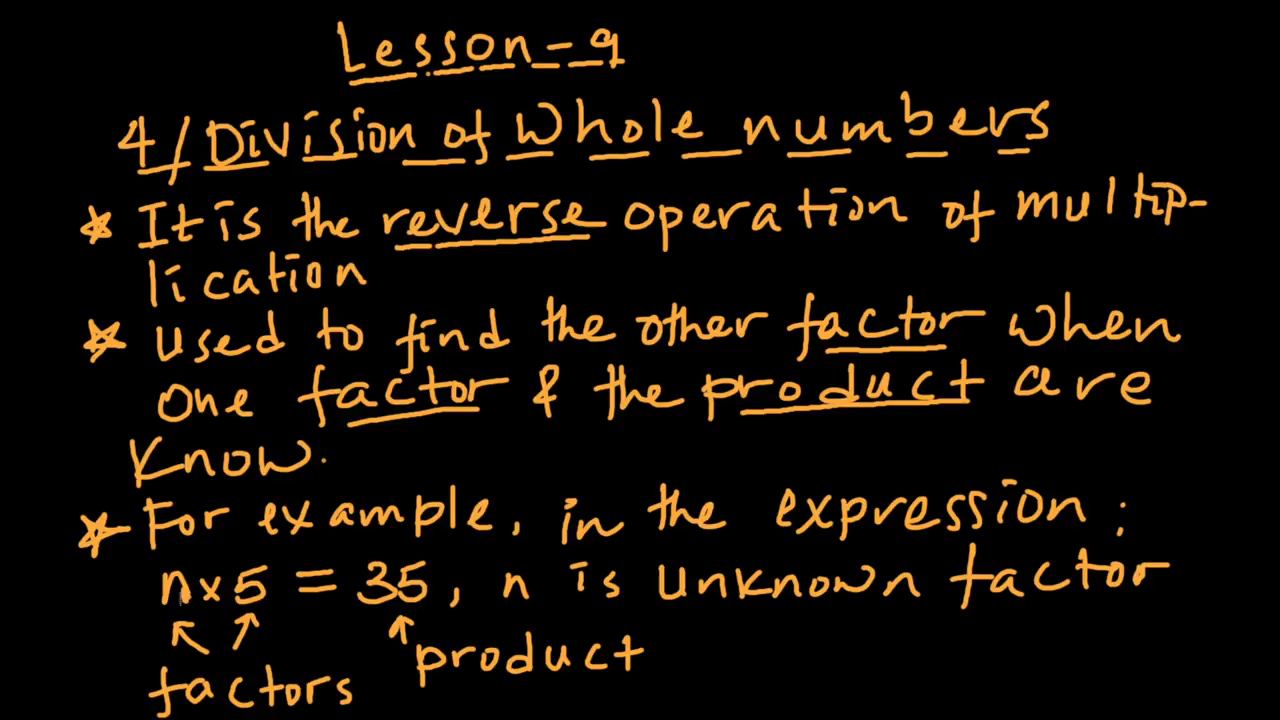 Lesson-9
4/Division of Whole numbers
* It is the reverse operation of multip-
lication
* Used to find the other factor when
one factor & the product are
know.
* For example, in the expression;
n x 5 = 35, n is unknown factor
product
factors